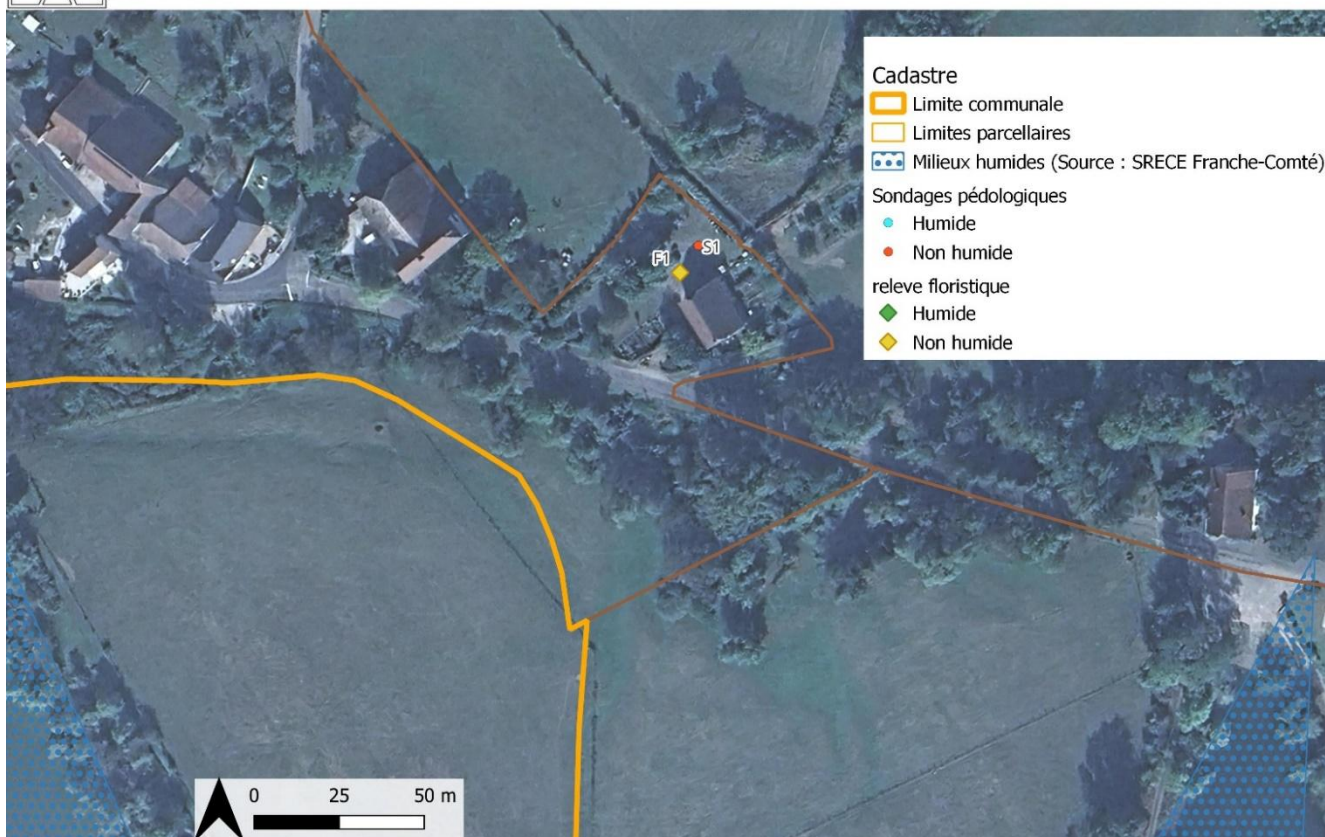 Cadastre
Limite communale
Limites parcellaires
Milieux humides (Source : SRECE Franche-Comté)
Sondages pédologiques
Humide
Non humide
releve floristique
Humide
Non humide
S1
F1
0 25 50 m